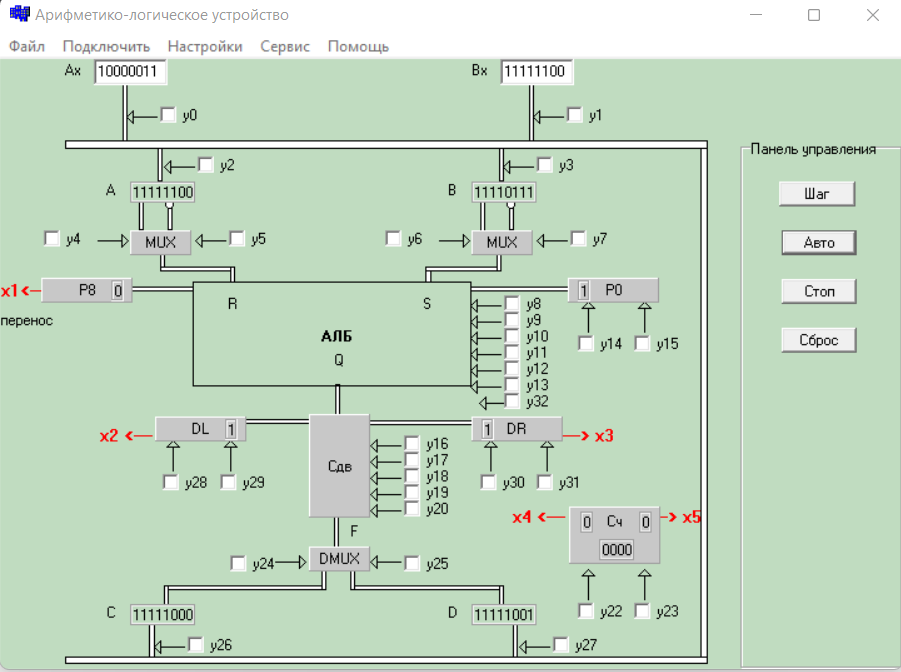 Арифметико-логическое устройство
Файл Подключить Настройки Сервис Помощь
Ax 10000011 Bx 11111100
y0 y1
Панель управления
y2 y3
A 11111100 B 11110111
Шаг
y4 MUX y5 y6 MUX y7
Авто
x1 P8 0 1 P0
Стоп
R S y8
перенос y9
АЛБ y10
Сброс
y14 y15
Q y11
y12
y13
y32
x2 DL 1 1 DR x3
y16
y17
Сдв y18
y28 y29 y30 y31
y19
y20
x4 0 Сч 0 x5
F
0000
y24 DMUX y25
C 11111000 D 11111001
y22 y23
y26 y27